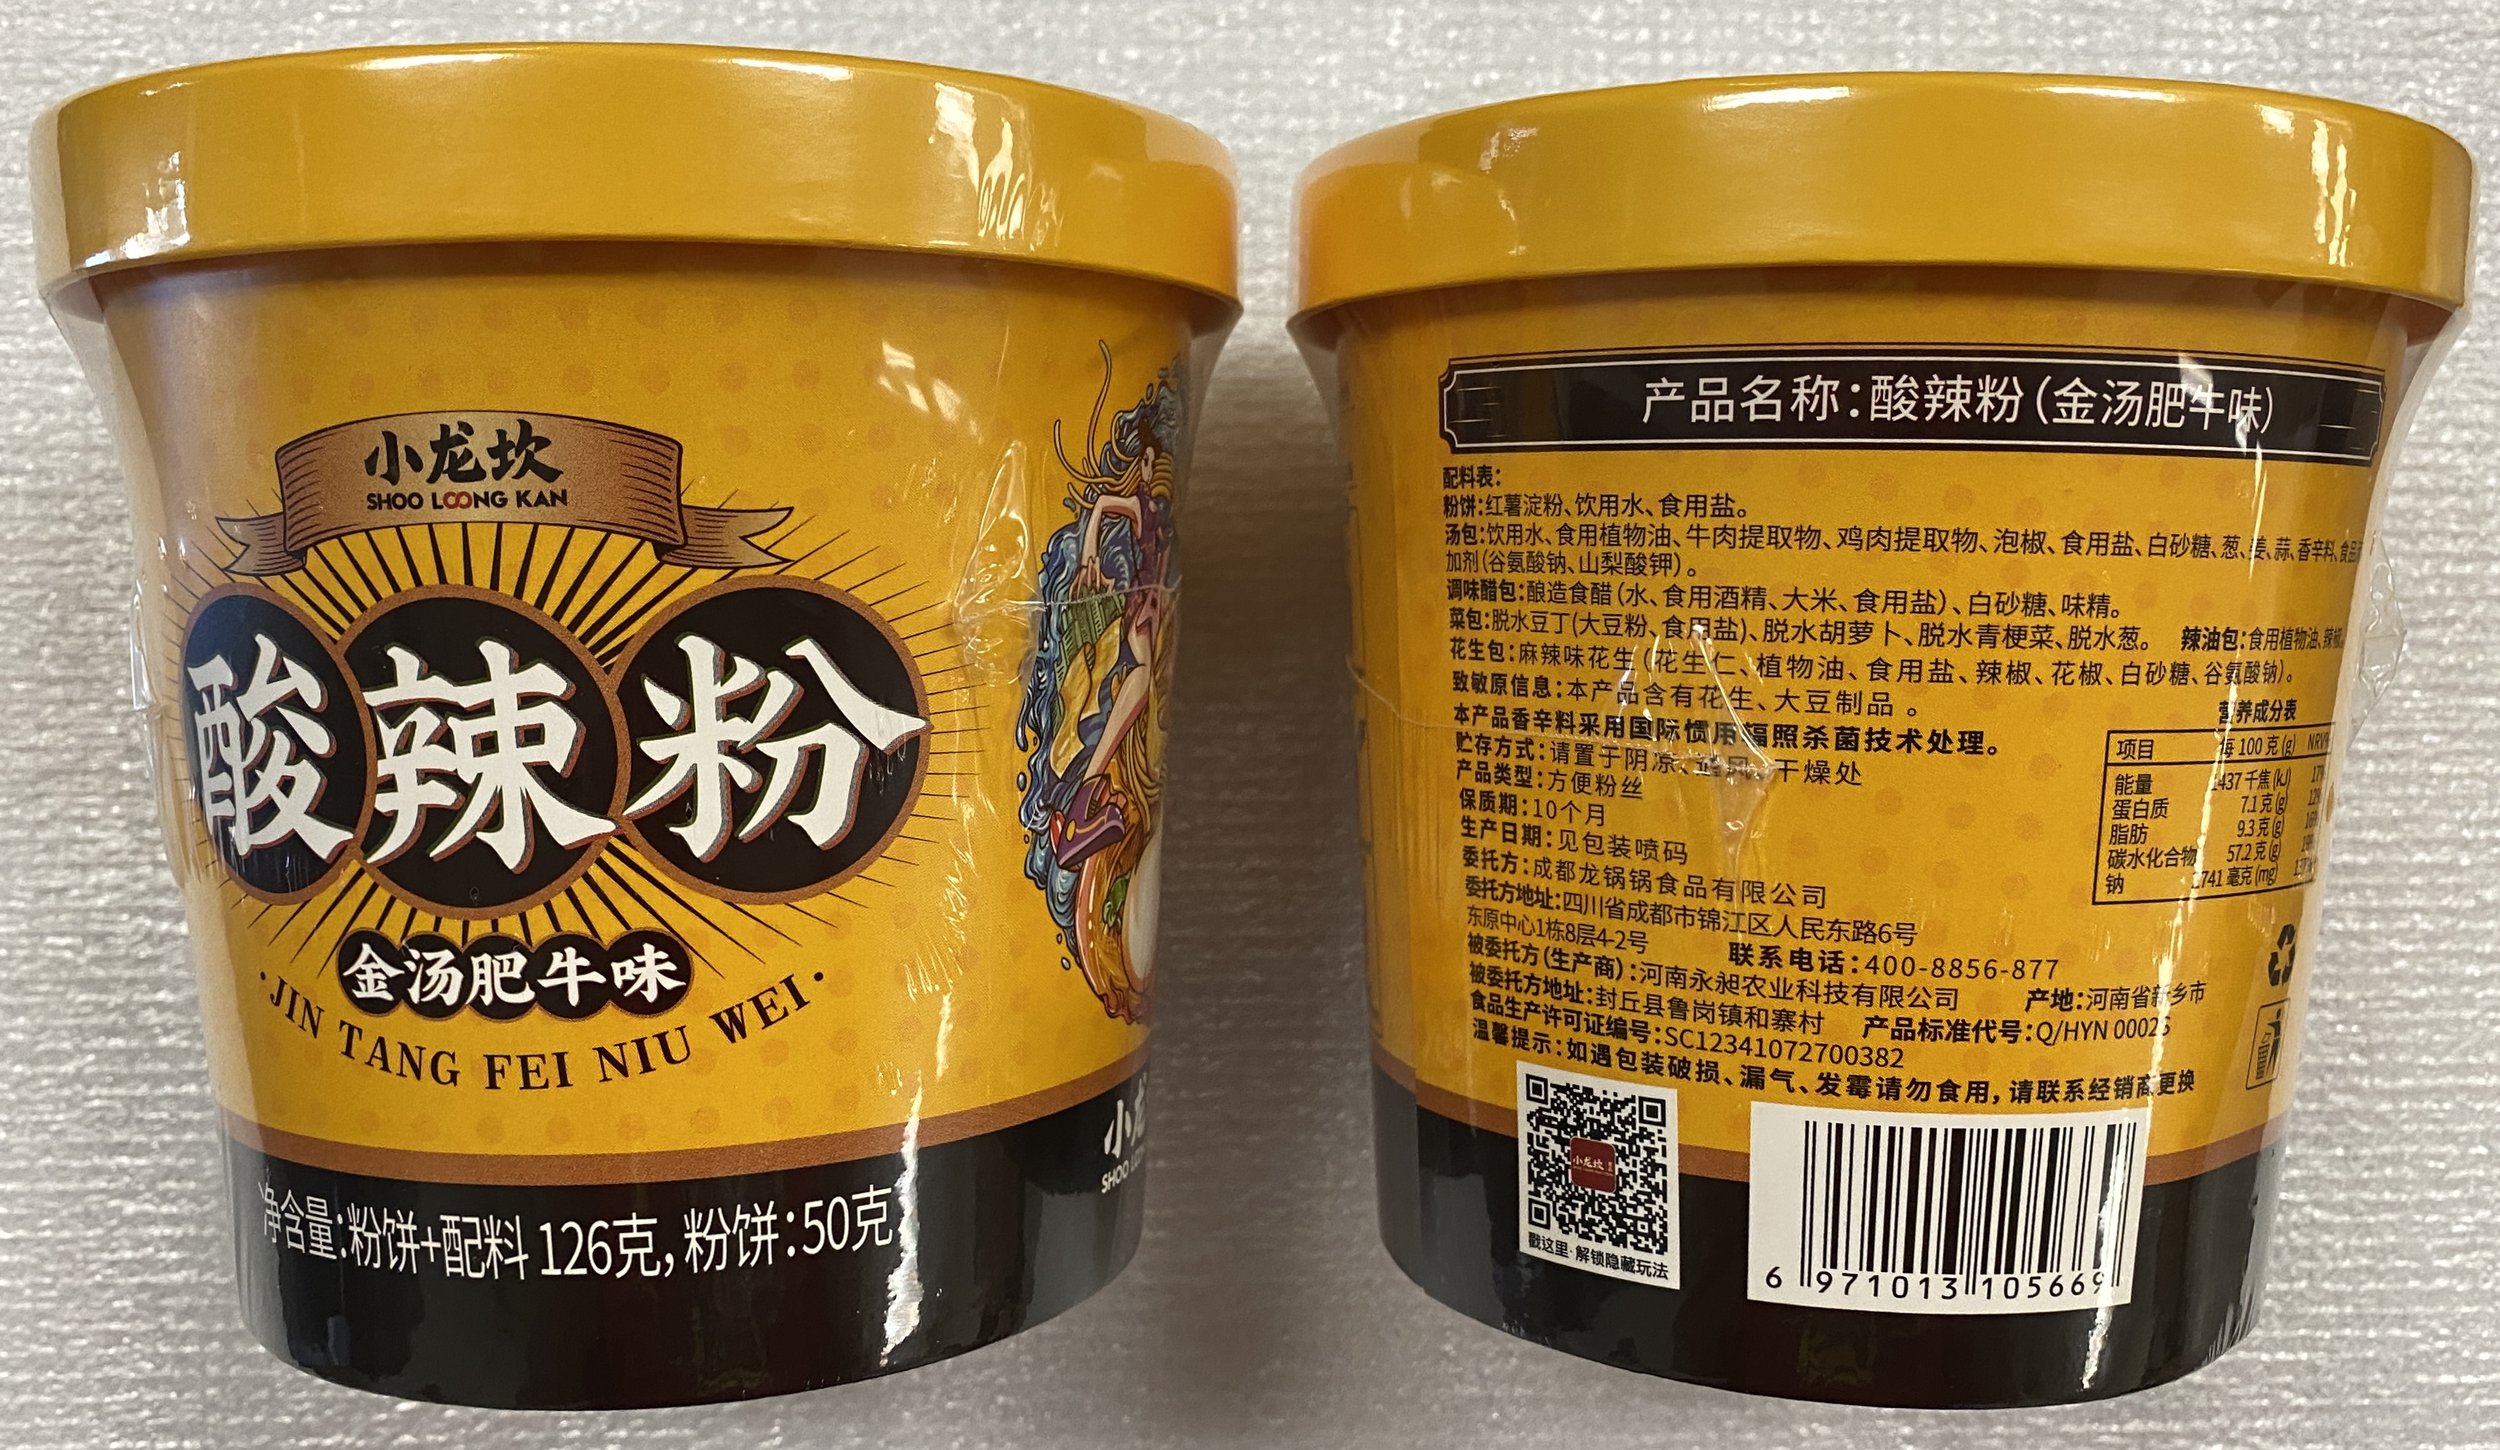 小龙坎
SHOO LOONG KAN
酸辣粉
金汤肥牛味
·JIN TANG FEI NIU WEI·
净含量:粉饼+配料 126克,粉饼:50克
小龙
SHOO
产品名称:酸辣粉(金汤肥牛味)
配料表:
粉饼:红薯淀粉、饮用水、食用盐。
汤包:饮用水、食用植物油、牛肉提取物、鸡肉提取物、泡椒、食用盐、白砂糖、葱、姜、蒜、香辛料、食品
加剂(谷氨酸钠、山梨酸钾)。
调味醋包:酿造食醋(水、食用酒精、大米、食用盐)、白砂糖、味精。
菜包:脱水豆丁(大豆粉、食用盐)、脱水胡萝卜、脱水青梗菜、脱水葱。 辣油包:食用植物油、辣椒
花生包:麻辣味花生(花生仁、植物油、食用盐、辣椒、花椒、白砂糖、谷氨酸钠)。
致敏原信息:本产品含有花生、大豆制品。
本产品香辛料采用国际惯用辐照杀菌技术处理。
贮存方式:请置于阴凉、通风、干燥处
产品类型:方便粉丝
保质期:10个月
生产日期:见包装喷码
委托方:成都龙锅锅食品有限公司
委托方地址:四川省成都市锦江区人民东路6号
东原中心1栋8层4-2号
联系电话:400-8856-877
被委托方(生产商):河南永昶农业科技有限公司 产地:河南省新乡市
被委托方地址:封丘县鲁岗镇和寨村 产品标准代号:Q/HYN 0002S
食品生产许可证编号:SC12341072700382
温馨提示:如遇包装破损、漏气、发霉请勿食用,请联系经销商更换
营养成分表
项目 每 100 克(g) NRV%
能量 1437 千焦(kJ) 17%
蛋白质 7.1 克(g)
脂肪 9.3 克(g)
碳水化合物 57.2 克(g)
钠 2741 毫克(mg)
小龙坎
戳这里·解锁隐藏玩法
6 971013 105669